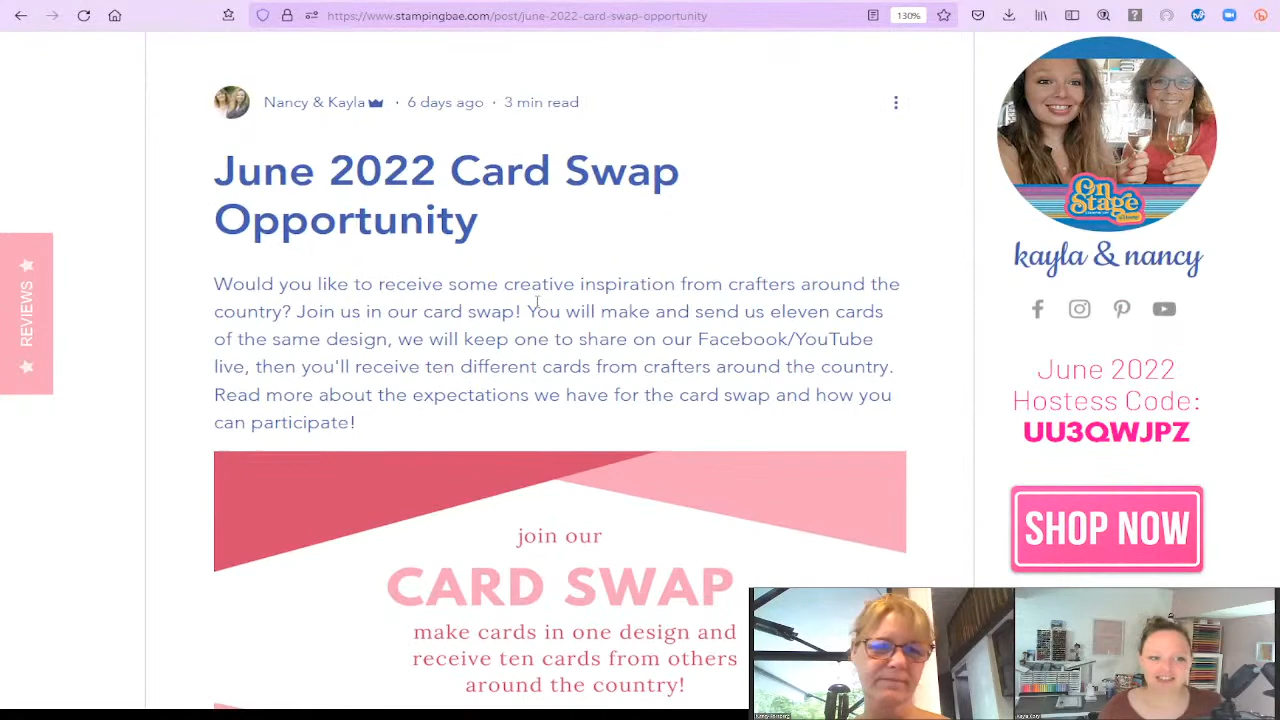 https://www.stampingbae.com/post/june-2022-card-swap-opportunity
130%
Nancy & Kayla · 6 days ago · 3 min read
June 2022 Card Swap
Opportunity
Would you like to receive some creative inspiration from crafters around the
country? Join us in our card swap! You will make and send us eleven cards
of the same design, we will keep one to share on our Facebook/YouTube
live, then you'll receive ten different cards from crafters around the country.
Read more about the expectations we have for the card swap and how you
can participate!
join our
CARD SWAP
make cards in one design and
receive ten cards from others
around the country!
REVIEWS
On
Stage
kayla & nancy
June 2022
Hostess Code:
UU3QWJPZ
SHOP NOW